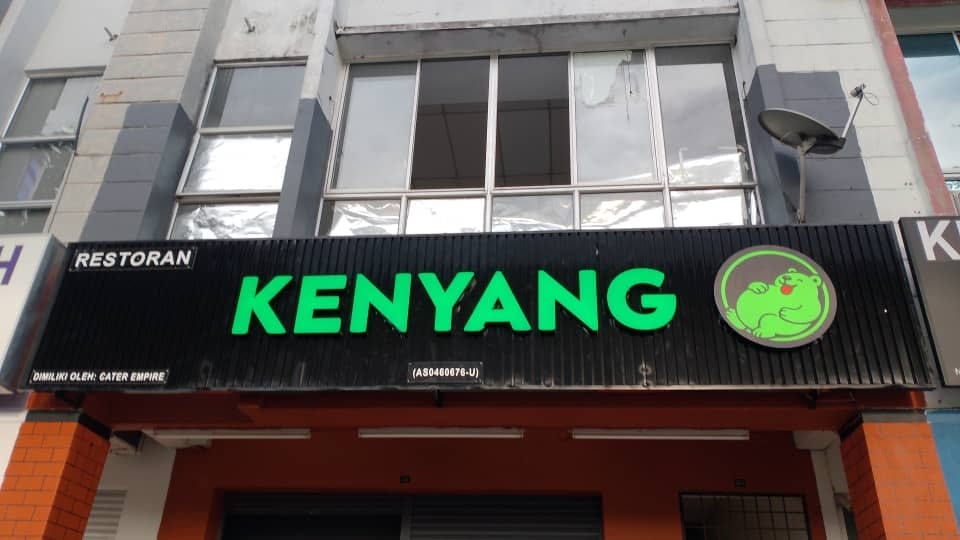 RESTORAN
KENYANG
DIMILIKI OLEH: CATER EMPIRE
(AS0460676-U)